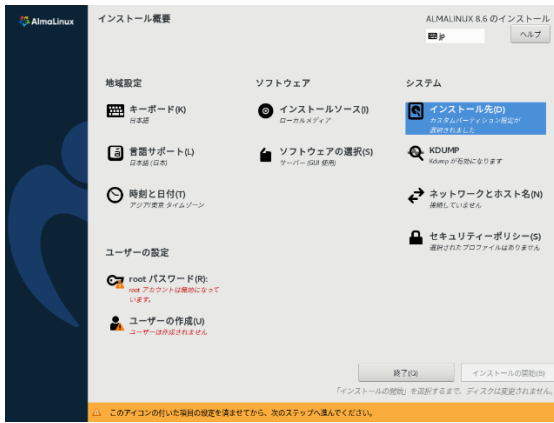 AlmaLinux
インストール概要
ALMALINUX 8.6 のインストール
jp
ヘルプ
地域設定
キーボード(K)
日本語
言語サポート(L)
日本語 (日本)
時刻と日付(T)
アジア/東京 タイムゾーン
ユーザーの設定
root パスワード(R):
root アカウントは無効になって
います。
ユーザーの作成(U)
ユーザーは作成されません
ソフトウェア
インストールソース(I)
ローカルメディア
ソフトウェアの選択(S)
サーバー (GUI 使用)
システム
インストール先(D)
カスタムパーティション設定が
選択されました
KDUMP
Kdump が有効になります
ネットワークとホスト名(N)
接続していません
セキュリティーポリシー(S)
選択されたプロファイルはありません
終了(Q)
インストールの開始(B)
「インストールの開始」を選択するまで、ディスクは変更されません。
このアイコンの付いた項目の設定を済ませてから、次のステップへ進んでください。